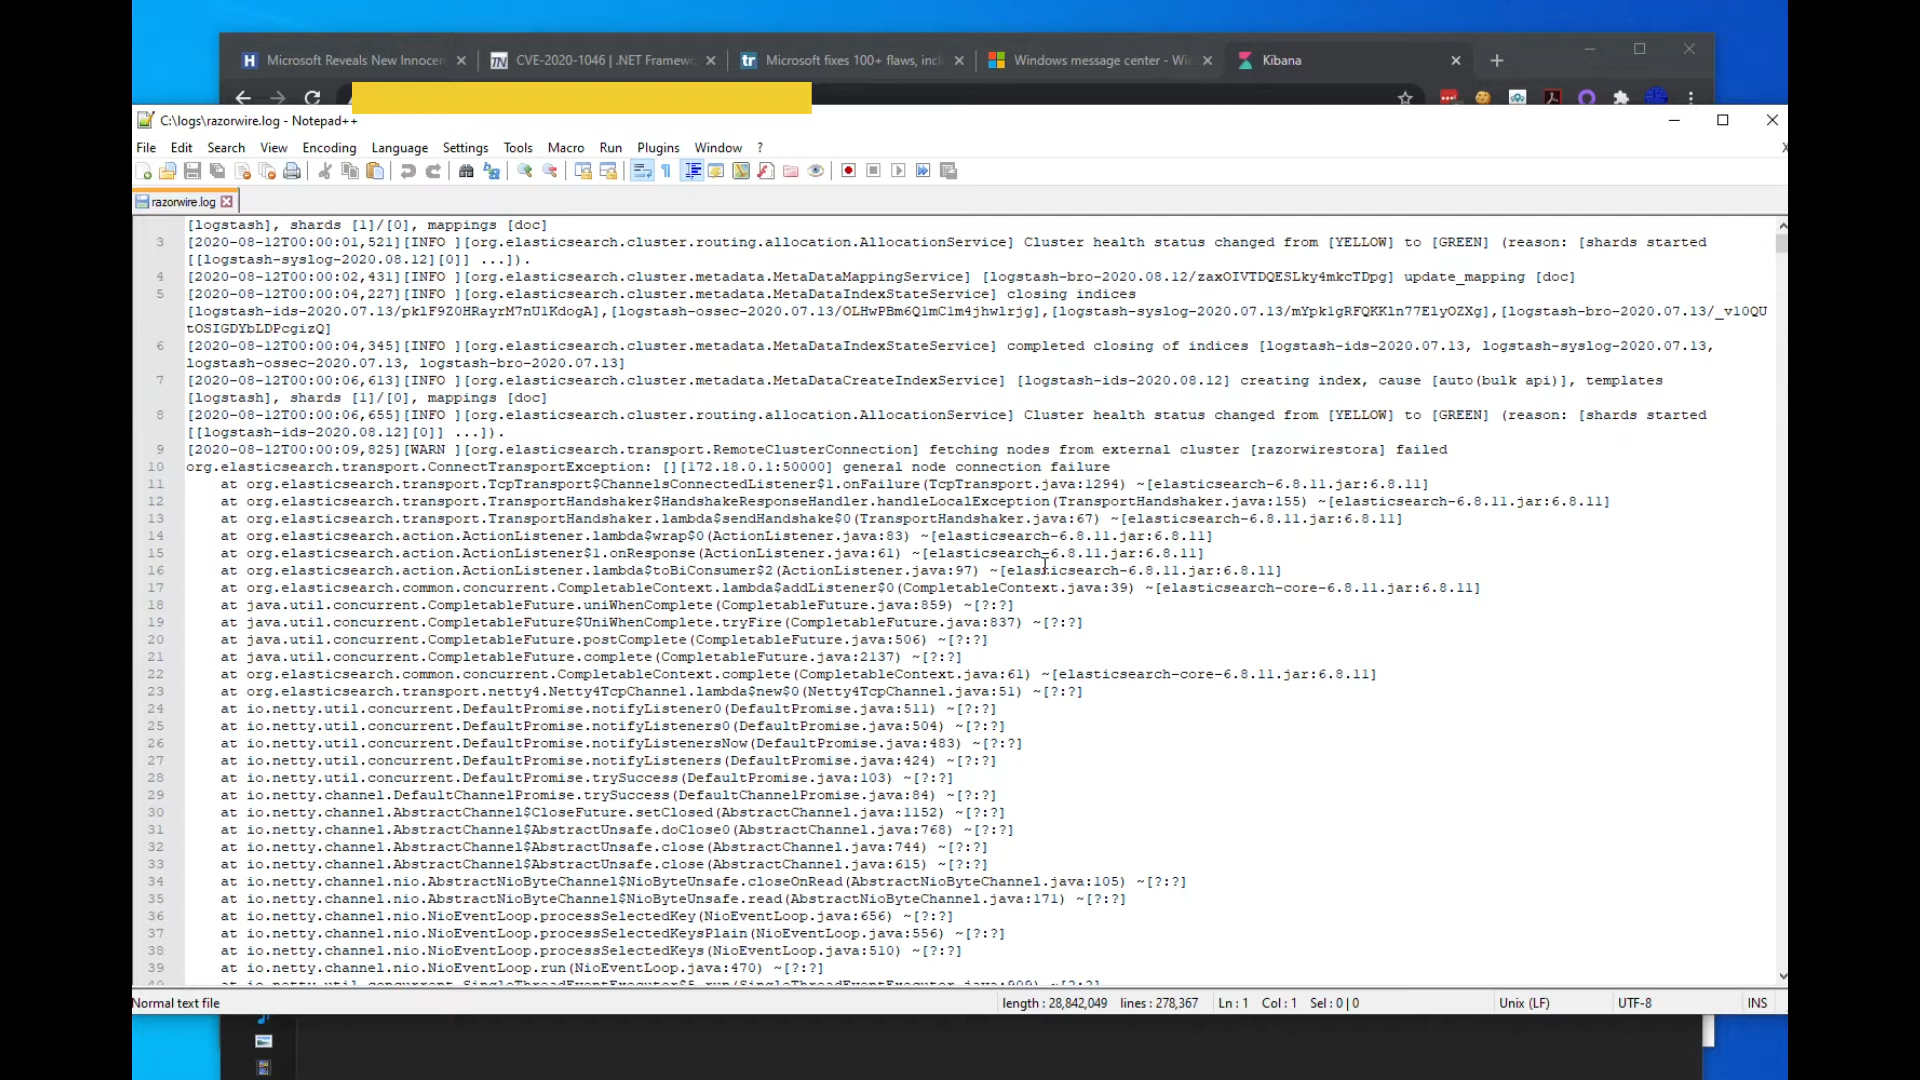 Microsoft Reveals New Innocen
CVE-2020-1046 | .NET Framewo
Microsoft fixes 100+ flaws, incl
Windows message center - Wi
Kibana
C:\logs\razorwire.log - Notepad++
File Edit Search View Encoding Language Settings Tools Macro Run Plugins Window ?
razorwire.log
[logstash], shards [1]/[0], mappings [doc]
3 [2020-08-12T00:00:01,521][INFO ][org.elasticsearch.cluster.routing.allocation.AllocationService] Cluster health status changed from [YELLOW] to [GREEN] (reason: [shards started
[[logstash-syslog-2020.08.12][0]] ...]).
4 [2020-08-12T00:00:02,431][INFO ][org.elasticsearch.cluster.metadata.MetaDataMappingService] [logstash-bro-2020.08.12/zaxOIVTDQESLky4mkcTDpg] update_mapping [doc]
5 [2020-08-12T00:00:04,227][INFO ][org.elasticsearch.cluster.metadata.MetaDataIndexStateService] closing indices
[logstash-ids-2020.07.13/pklF9Z0HRayrM7nUlKdogA],[logstash-ossec-2020.07.13/OLHwPBm6QlmClm4jhwlrjg],[logstash-syslog-2020.07.13/mYpklgRFQKKln77ElyOZXg],[logstash-bro-2020.07.13/_vl0QU
tOSIGDYbLDPcgizQ]
6 [2020-08-12T00:00:04,345][INFO ][org.elasticsearch.cluster.metadata.MetaDataIndexStateService] completed closing of indices [logstash-ids-2020.07.13, logstash-syslog-2020.07.13,
logstash-ossec-2020.07.13, logstash-bro-2020.07.13]
7 [2020-08-12T00:00:06,613][INFO ][org.elasticsearch.cluster.metadata.MetaDataCreateIndexService] [logstash-ids-2020.08.12] creating index, cause [auto(bulk api)], templates
[logstash], shards [1]/[0], mappings [doc]
8 [2020-08-12T00:00:06,655][INFO ][org.elasticsearch.cluster.routing.allocation.AllocationService] Cluster health status changed from [YELLOW] to [GREEN] (reason: [shards started
[[logstash-ids-2020.08.12][0]] ...]).
9 [2020-08-12T00:00:09,825][WARN ][org.elasticsearch.transport.RemoteClusterConnection] fetching nodes from external cluster [razorwirestora] failed
10 org.elasticsearch.transport.ConnectTransportException: [][172.18.0.1:50000] general node connection failure
11 at org.elasticsearch.transport.TcpTransport$ChannelsConnectedListener$1.onFailure(TcpTransport.java:1294) ~[elasticsearch-6.8.11.jar:6.8.11]
12 at org.elasticsearch.transport.TransportHandshaker$HandshakeResponseHandler.handleLocalException(TransportHandshaker.java:155) ~[elasticsearch-6.8.11.jar:6.8.11]
13 at org.elasticsearch.transport.TransportHandshaker.lambda$sendHandshake$0(TransportHandshaker.java:67) ~[elasticsearch-6.8.11.jar:6.8.11]
14 at org.elasticsearch.action.ActionListener.lambda$wrap$0(ActionListener.java:83) ~[elasticsearch-6.8.11.jar:6.8.11]
15 at org.elasticsearch.action.ActionListener$1.onResponse(ActionListener.java:61) ~[elasticsearch-6.8.11.jar:6.8.11]
16 at org.elasticsearch.action.ActionListener.lambda$toBiConsumer$2(ActionListener.java:97) ~[elasticsearch-6.8.11.jar:6.8.11]
17 at org.elasticsearch.common.concurrent.CompletableContext.lambda$addListener$0(CompletableContext.java:39) ~[elasticsearch-core-6.8.11.jar:6.8.11]
18 at java.util.concurrent.CompletableFuture.uniWhenComplete(CompletableFuture.java:859) ~[?:?]
19 at java.util.concurrent.CompletableFuture$UniWhenComplete.tryFire(CompletableFuture.java:837) ~[?:?]
20 at java.util.concurrent.CompletableFuture.postComplete(CompletableFuture.java:506) ~[?:?]
21 at java.util.concurrent.CompletableFuture.complete(CompletableFuture.java:2137) ~[?:?]
22 at org.elasticsearch.common.concurrent.CompletableContext.complete(CompletableContext.java:61) ~[elasticsearch-core-6.8.11.jar:6.8.11]
23 at org.elasticsearch.transport.netty4.Netty4TcpChannel.lambda$new$0(Netty4TcpChannel.java:51) ~[?:?]
24 at io.netty.util.concurrent.DefaultPromise.notifyListener0(DefaultPromise.java:511) ~[?:?]
25 at io.netty.util.concurrent.DefaultPromise.notifyListeners0(DefaultPromise.java:504) ~[?:?]
26 at io.netty.util.concurrent.DefaultPromise.notifyListenersNow(DefaultPromise.java:483) ~[?:?]
27 at io.netty.util.concurrent.DefaultPromise.notifyListeners(DefaultPromise.java:424) ~[?:?]
28 at io.netty.util.concurrent.DefaultPromise.trySuccess(DefaultPromise.java:103) ~[?:?]
29 at io.netty.channel.DefaultChannelPromise.trySuccess(DefaultChannelPromise.java:84) ~[?:?]
30 at io.netty.channel.AbstractChannel$CloseFuture.setClosed(AbstractChannel.java:1152) ~[?:?]
31 at io.netty.channel.AbstractChannel$AbstractUnsafe.doClose0(AbstractChannel.java:768) ~[?:?]
32 at io.netty.channel.AbstractChannel$AbstractUnsafe.close(AbstractChannel.java:744) ~[?:?]
33 at io.netty.channel.AbstractChannel$AbstractUnsafe.close(AbstractChannel.java:615) ~[?:?]
34 at io.netty.channel.nio.AbstractNioByteChannel$NioByteUnsafe.closeOnRead(AbstractNioByteChannel.java:105) ~[?:?]
35 at io.netty.channel.nio.AbstractNioByteChannel$NioByteUnsafe.read(AbstractNioByteChannel.java:171) ~[?:?]
36 at io.netty.channel.nio.NioEventLoop.processSelectedKey(NioEventLoop.java:656) ~[?:?]
37 at io.netty.channel.nio.NioEventLoop.processSelectedKeysPlain(NioEventLoop.java:556) ~[?:?]
38 at io.netty.channel.nio.NioEventLoop.processSelectedKeys(NioEventLoop.java:510) ~[?:?]
39 at io.netty.channel.nio.NioEventLoop.run(NioEventLoop.java:470) ~[?:?]
Normal text file length : 28,842,049 lines : 278,367 Ln : 1 Col : 1 Sel : 0 | 0 Unix (LF) UTF-8 INS